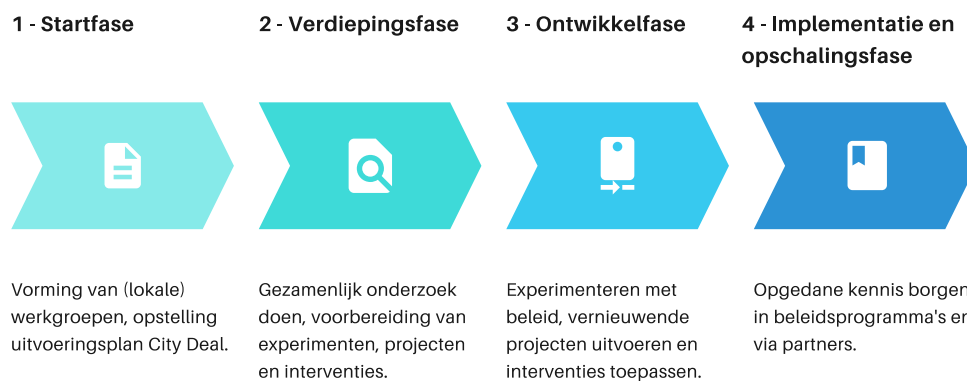 1 - Startfase
Vorming van (lokale)
werkgroepen, opstelling
uitvoeringsplan City Deal.
2 - Verdiepingsfase
Gezamenlijk onderzoek
doen, voorbereiding van
experimenten, projecten
en interventies.
3 - Ontwikkelfase
Experimenteren met
beleid, vernieuwende
projecten uitvoeren en
interventies toepassen.
4 - Implementatie en
opschalingsfase
Opgedane kennis borgen
in beleidsprogramma's en
via partners.